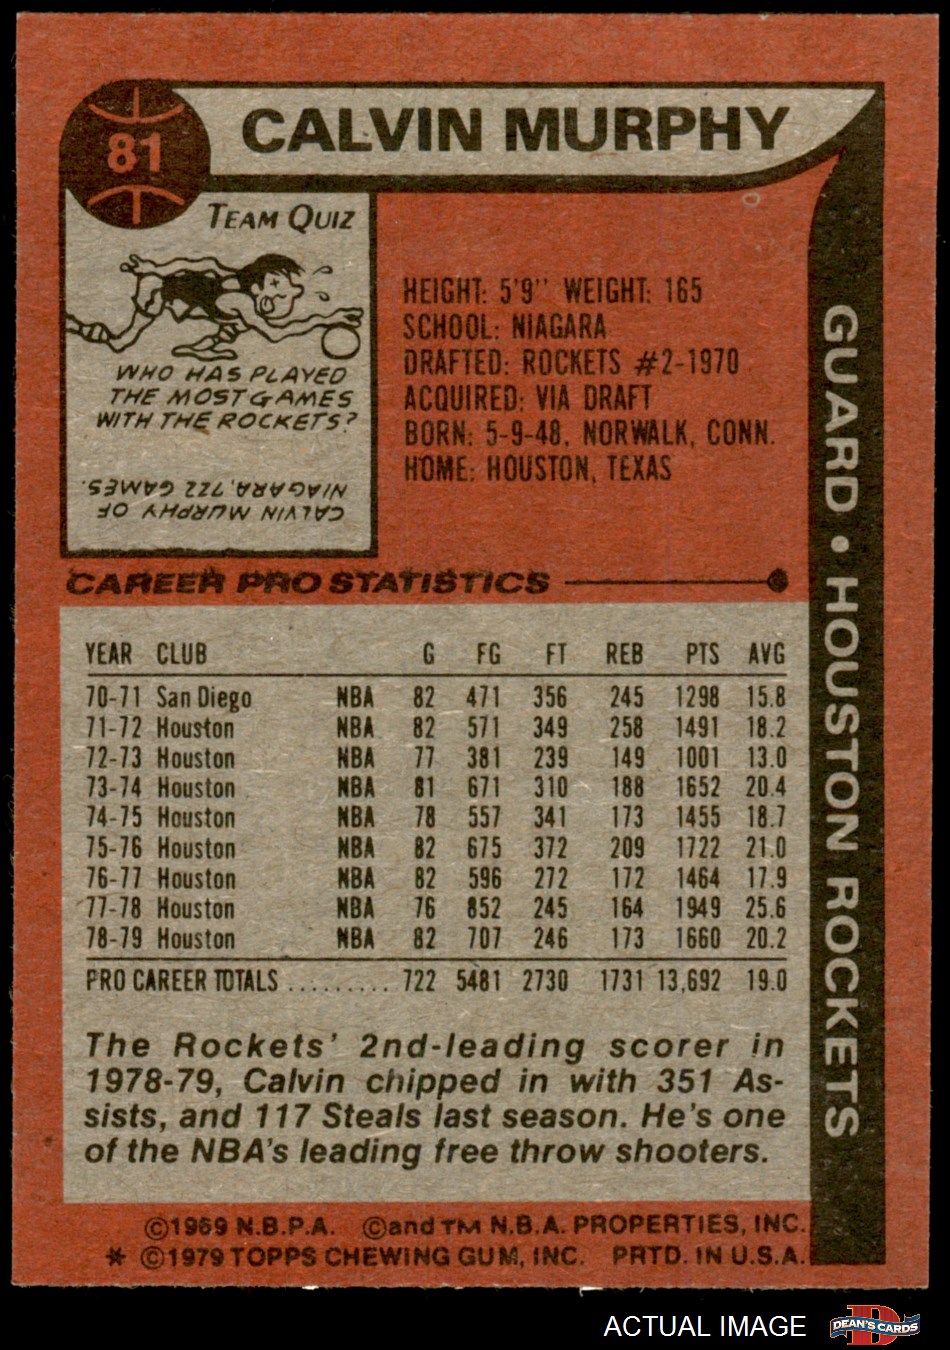 81
CALVIN MURPHY
TEAM QUIZ
WHO HAS PLAYED
THE MOST GAMES
WITH THE ROCKETS?
CALVIN MURPHY OF
NIAGARA, 722 GAMES.
HEIGHT: 5'9" WEIGHT: 165
SCHOOL: NIAGARA
DRAFTED: ROCKETS #2-1970
ACQUIRED: VIA DRAFT
BORN: 5-9-48, NORWALK, CONN.
HOME: HOUSTON, TEXAS
GUARD • HOUSTON ROCKETS
CAREER PRO STATISTICS
YEAR CLUB G FG FT REB PTS AVG
70-71 San Diego NBA 82 471 356 245 1298 15.8
71-72 Houston NBA 82 571 349 258 1491 18.2
72-73 Houston NBA 77 381 239 149 1001 13.0
73-74 Houston NBA 81 671 310 188 1652 20.4
74-75 Houston NBA 78 557 341 173 1455 18.7
75-76 Houston NBA 82 675 372 209 1722 21.0
76-77 Houston NBA 82 596 272 172 1464 17.9
77-78 Houston NBA 76 852 245 164 1949 25.6
78-79 Houston NBA 82 707 246 173 1660 20.2
PRO CAREER TOTALS ......... 722 5481 2730 1731 13,692 19.0
The Rockets' 2nd-leading scorer in
1978-79, Calvin chipped in with 351 As-
sists, and 117 Steals last season. He's one
of the NBA's leading free throw shooters.
©1969 N.B.P.A. ©and TM N.B.A. PROPERTIES, INC.
* ©1979 TOPPS CHEWING GUM, INC. PRTD. IN U.S.A.
ACTUAL IMAGE
D
DEAN'S CARDS